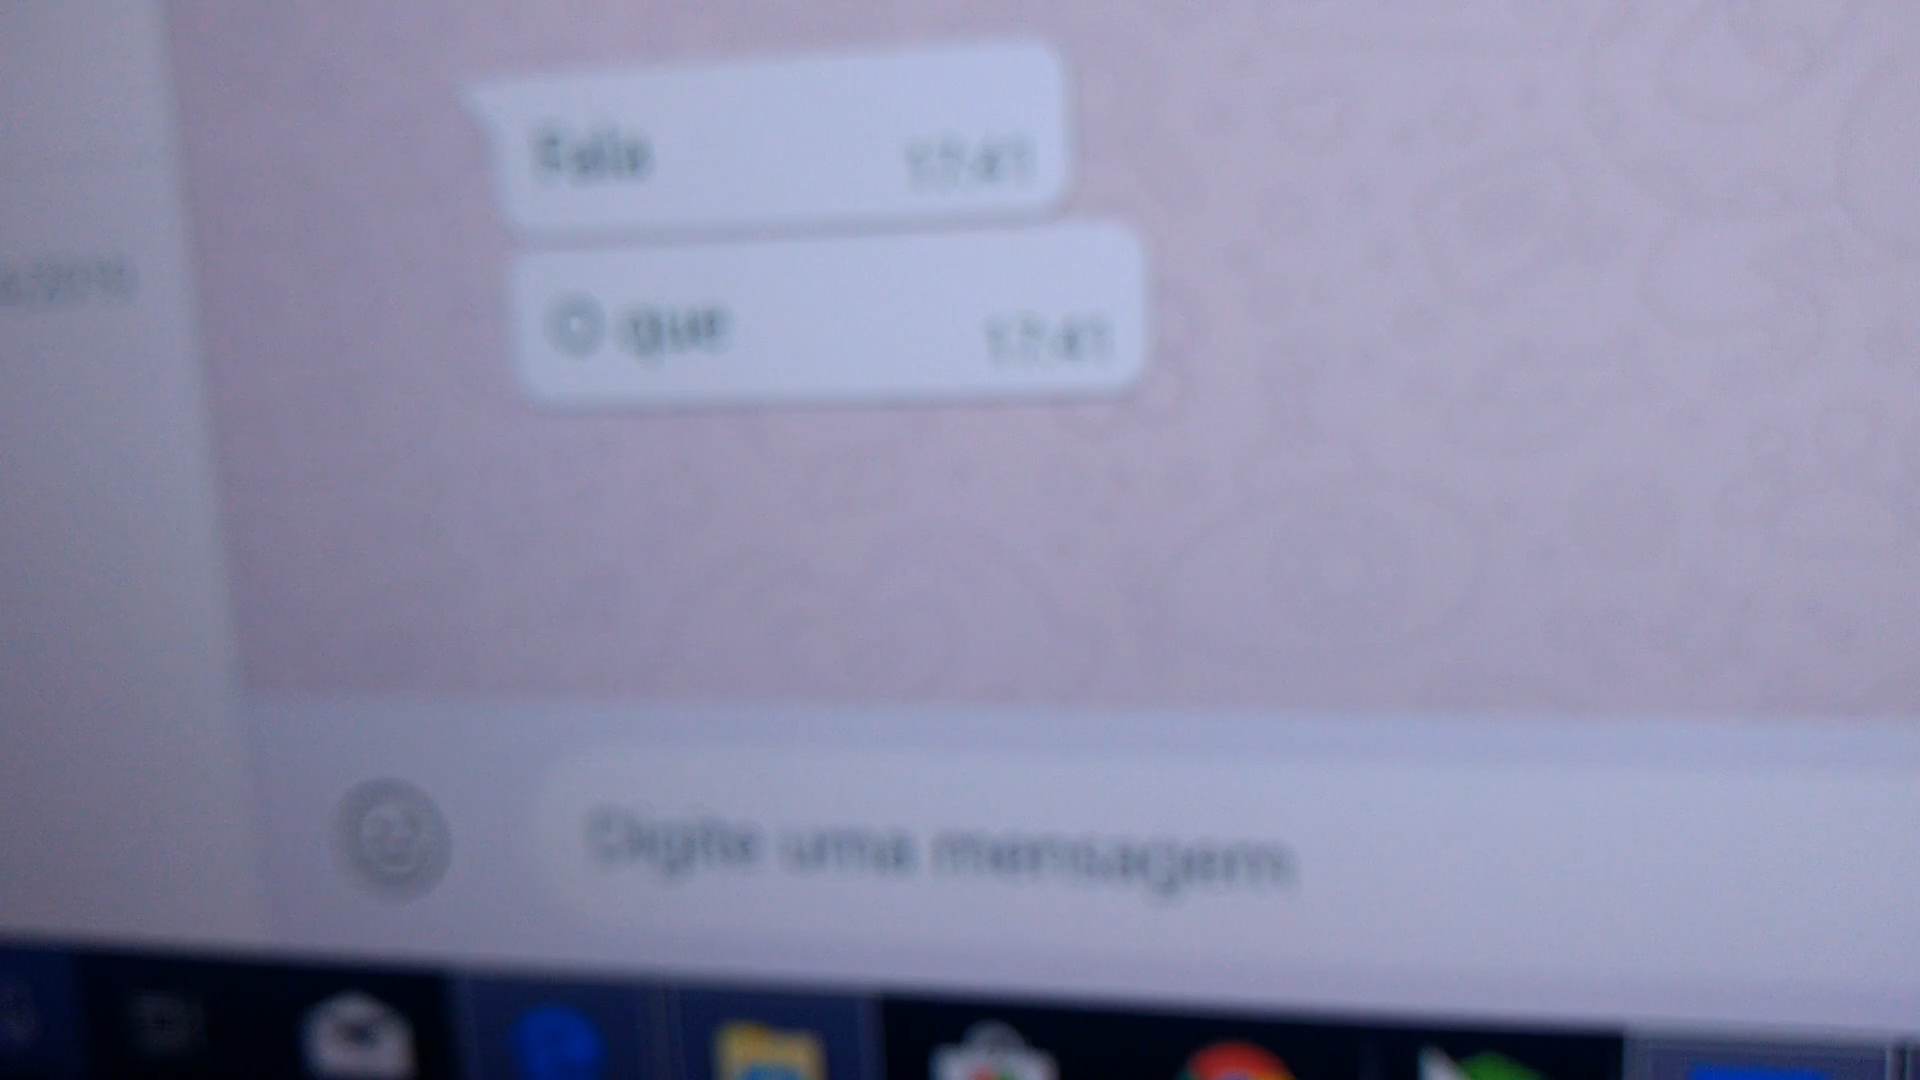 Fala 17:41
O que 17:41
Digite uma mensagem